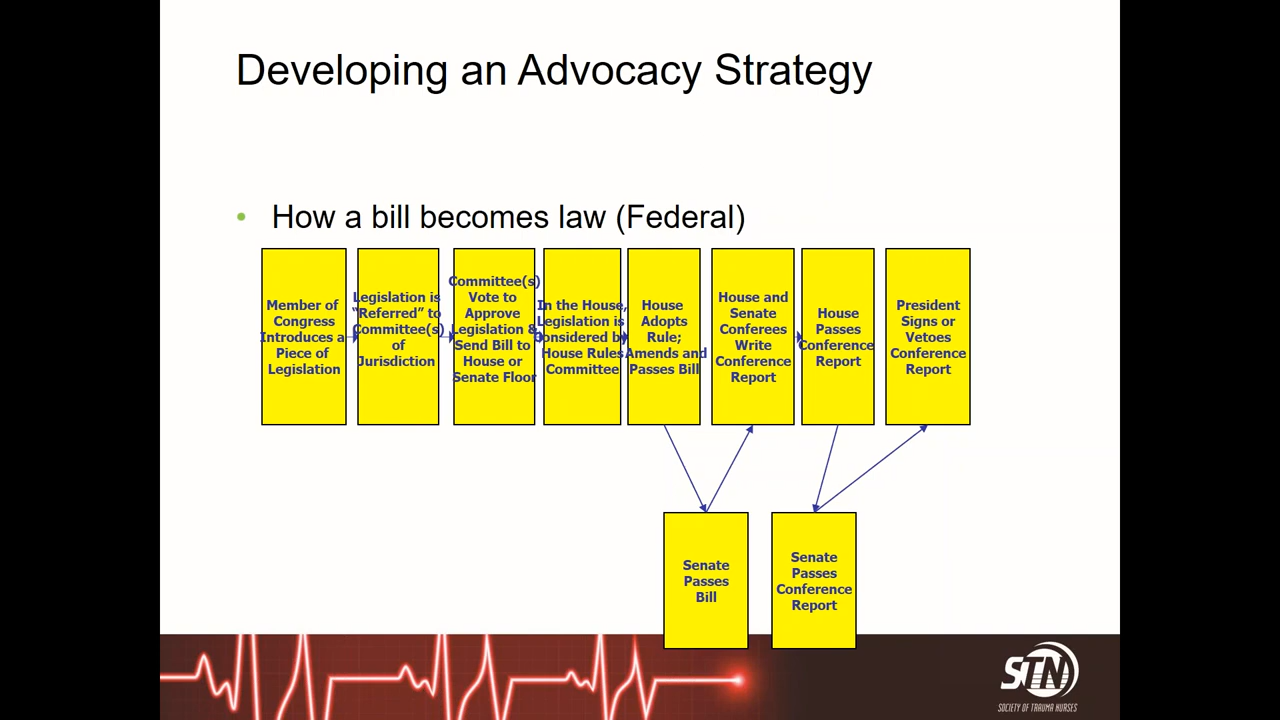 Developing an Advocacy Strategy
• How a bill becomes law (Federal)
Member of
Congress
Introduces a
Piece of
Legislation
Legislation is
“Referred” to
Committee(s)
of
Jurisdiction
Committee(s)
Vote to
Approve
Legislation &
Send Bill to
House or
Senate Floor
In the House,
Legislation is
Considered by
House Rules
Committee
House
Adopts
Rule;
Amends and
Passes Bill
House and
Senate
Conferees
Write
Conference
Report
House
Passes
Conference
Report
President
Signs or
Vetoes
Conference
Report
Senate
Passes
Bill
Senate
Passes
Conference
Report
STN
SOCIETY OF TRAUMA NURSES